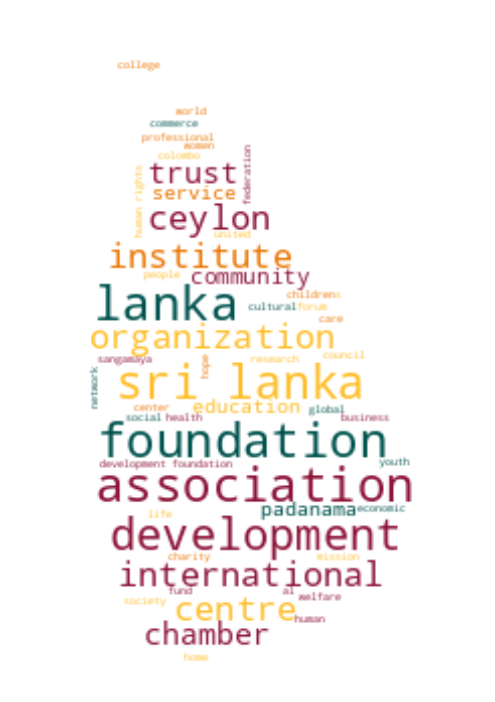 college
world
commerce
professional
women
colombo
federation
trust
human rights
service
ceylon
united
institute
people
community
lanka
childrens
cultural
forum
care
organization
sangamaya
hope
research
council
network
sri lanka
center
education
global
social
health
business
foundation
development foundation
youth
association
padanama
economic
life
development
charity
mission
international
fund
al
welfare
society
centre
human
chamber
home